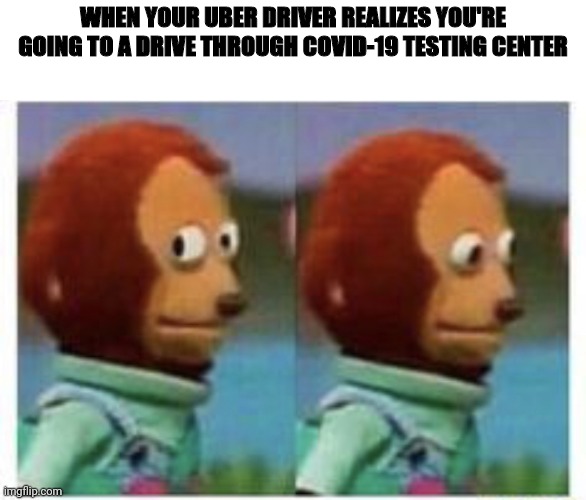 WHEN YOUR UBER DRIVER REALIZES YOU'RE
GOING TO A DRIVE THROUGH COVID-19 TESTING CENTER
imgflip.com